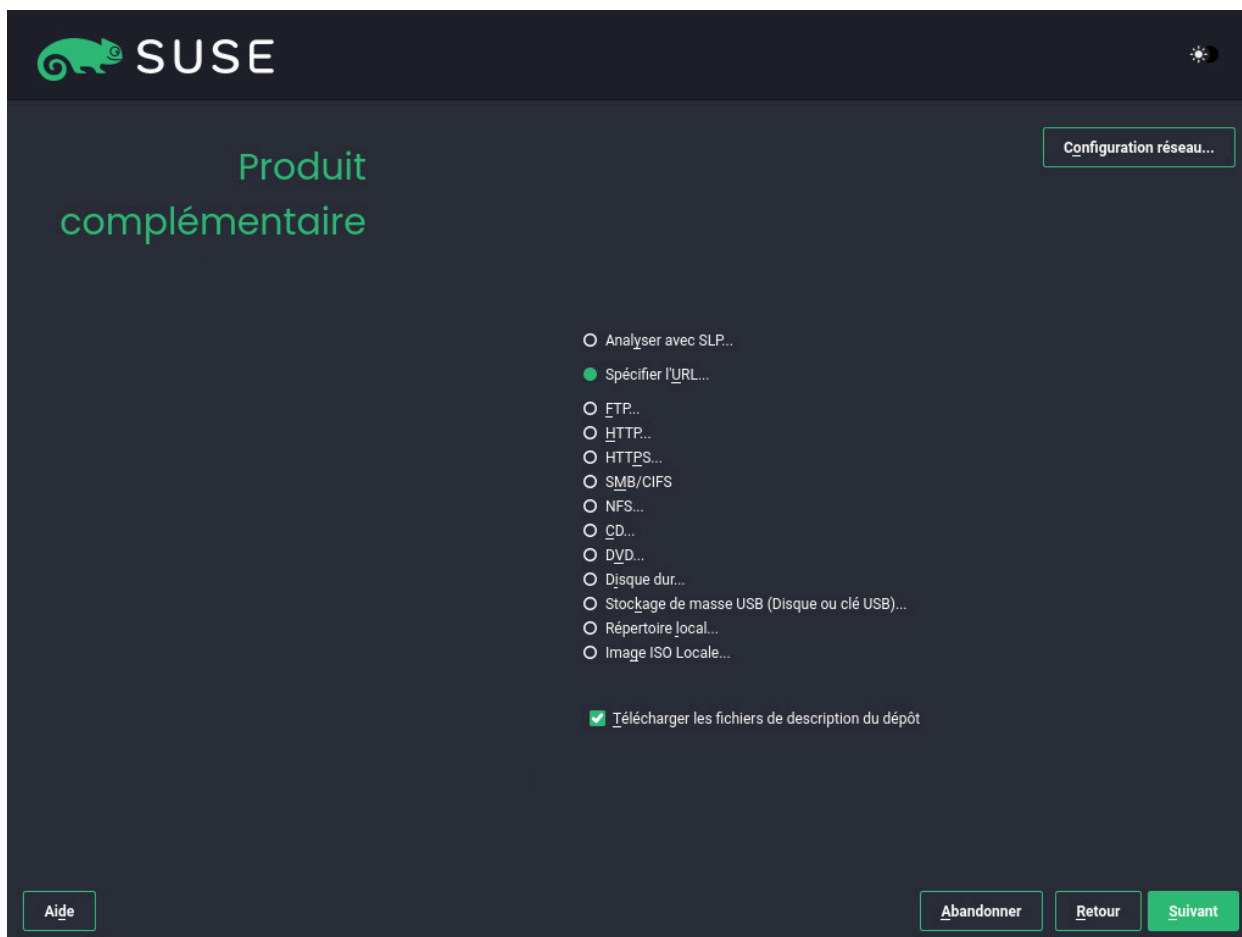 SUSE
Configuration réseau...
Produit
complémentaire
Analyser avec SLP...
Spécifier l'URL...
FTP...
HTTP...
HTTPS...
SMB/CIFS
NFS...
CD...
DVD...
Disque dur...
Stockage de masse USB (Disque ou clé USB)...
Répertoire local...
Image ISO Locale...
Télécharger les fichiers de description du dépôt
Aide
Abandonner
Retour
Suivant